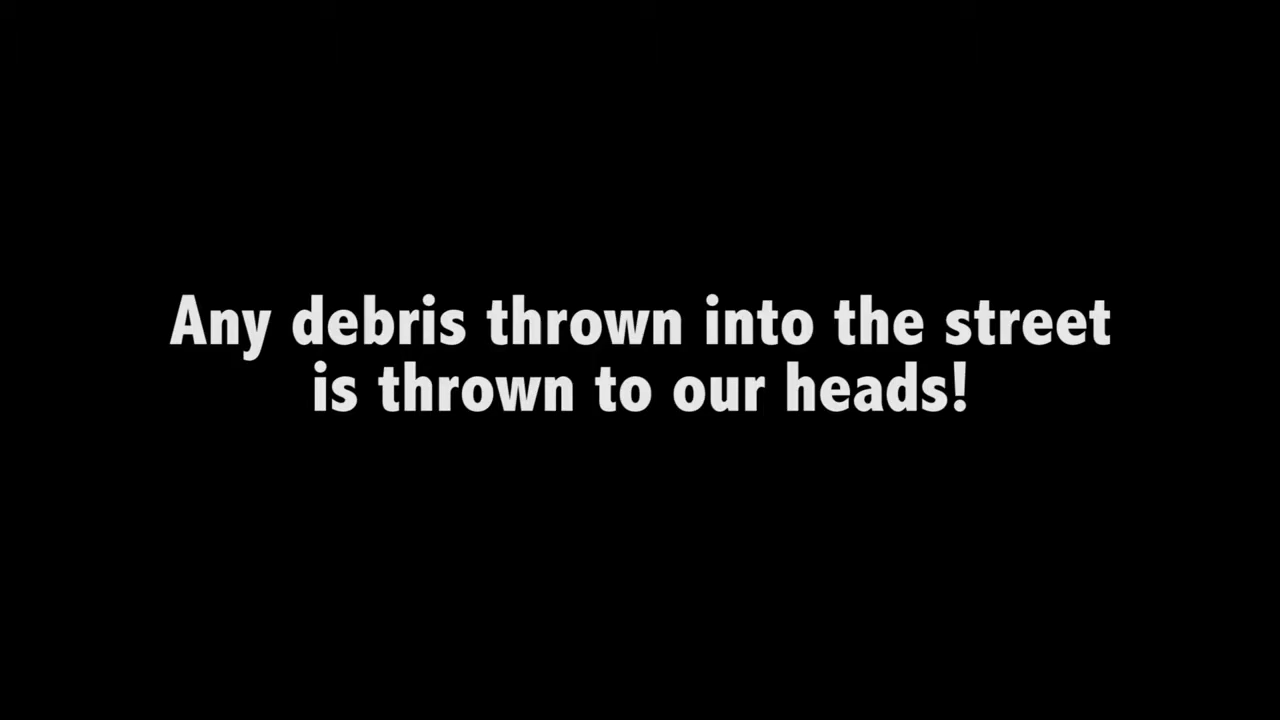 Any debris thrown into the street
is thrown to our heads!